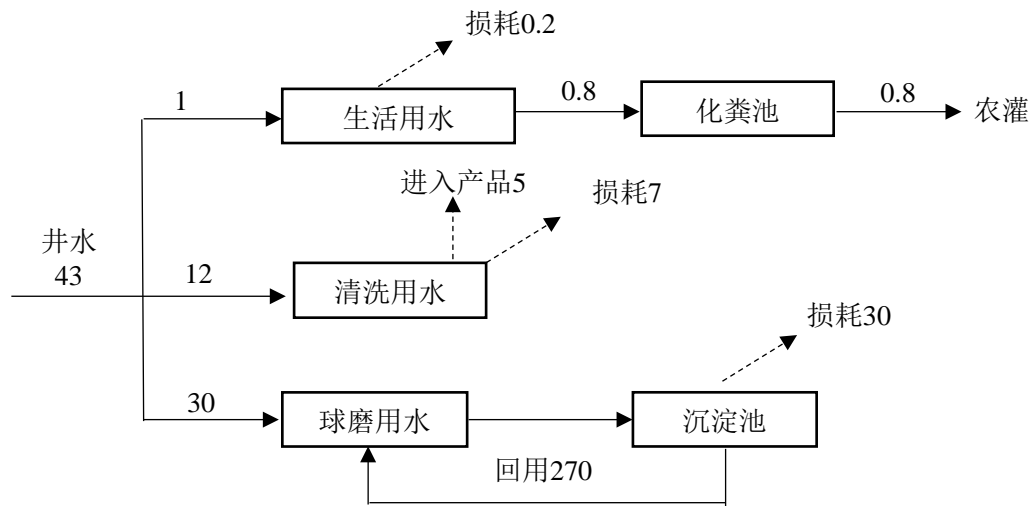 损耗0.2
1
生活用水
0.8
化粪池
0.8
农灌
进入产品5
损耗7
井水
43
12
清洗用水
损耗30
30
球磨用水
沉淀池
回用270